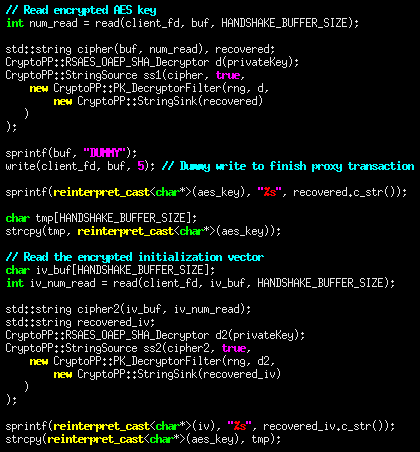 // Read encrypted AES key
int num_read = read(client_fd, buf, HANDSHAKE_BUFFER_SIZE);
std::string cipher(buf, num_read), recovered;
CryptoPP::RSAES_OAEP_SHA_Decryptor d(privateKey);
CryptoPP::StringSource ss1(cipher, true,
new CryptoPP::PK_DecryptorFilter(rng, d,
new CryptoPP::StringSink(recovered)
)
);
sprintf(buf, "DUMMY");
write(client_fd, buf, 5); // Dummy write to finish proxy transaction
sprintf(reinterpret_cast<char*>(aes_key), "%s", recovered.c_str());
char tmp[HANDSHAKE_BUFFER_SIZE];
strcpy(tmp, reinterpret_cast<char*>(aes_key));
// Read the encrypted initialization vector
char iv_buf[HANDSHAKE_BUFFER_SIZE];
int iv_num_read = read(client_fd, iv_buf, HANDSHAKE_BUFFER_SIZE);
std::string cipher2(iv_buf, iv_num_read);
std::string recovered_iv;
CryptoPP::RSAES_OAEP_SHA_Decryptor d2(privateKey);
CryptoPP::StringSource ss2(cipher2, true,
new CryptoPP::PK_DecryptorFilter(rng, d2,
new CryptoPP::StringSink(recovered_iv)
)
);
sprintf(reinterpret_cast<char*>(iv), "%s", recovered_iv.c_str());
strcpy(reinterpret_cast<char*>(aes_key), tmp);